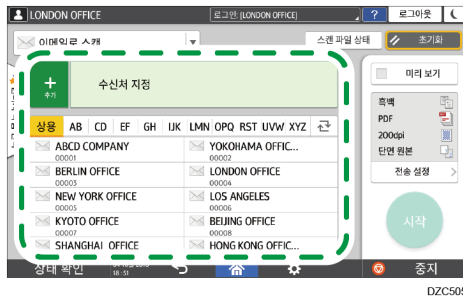 LONDON OFFICE
로그인: [LONDON OFFICE]
?
로그아웃
이메일로 스캔
스캔 파일 상태
초기화
+
추가
수신처 지정
미리 보기
상용 AB CD EF GH IJK LMN OPQ RST UVW XYZ
흑백
PDF
200dpi
단면 원본
전송 설정
ABCD COMPANY
00001
YOKOHAMA OFFIC...
00002
BERLIN OFFICE
00003
LONDON OFFICE
00004
NEW YORK OFFICE
00005
LOS ANGELES
00006
KYOTO OFFICE
00007
BEIJING OFFICE
00008
SHANGHAI OFFICE
HONG KONG OFFIC...
시작
상태 확인
18:51
중지
DZC505